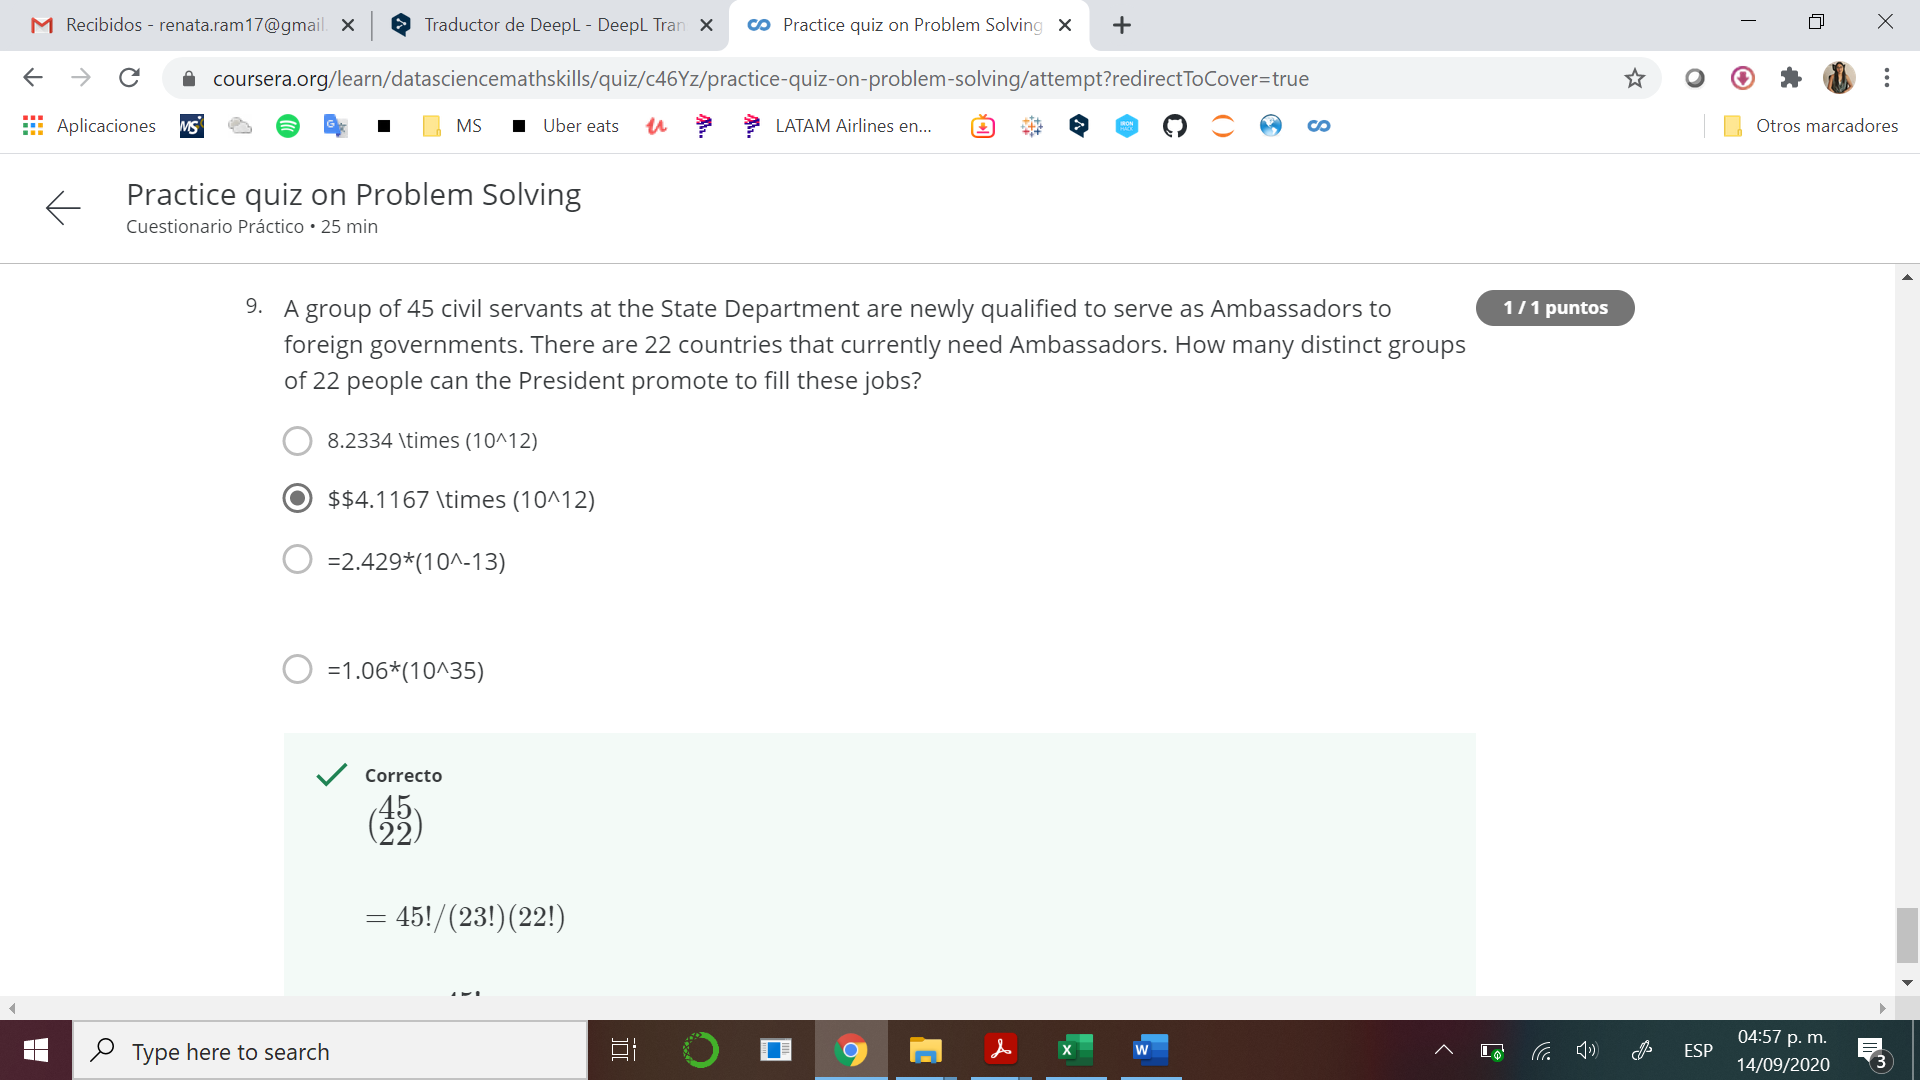 Recibidos - renata.ram17@gmail.
Traductor de DeepL - DeepL Tran
Practice quiz on Problem Solving
coursera.org/learn/datasciencemathskills/quiz/c46Yz/practice-quiz-on-problem-solving/attempt?redirectToCover=true
Aplicaciones
MS
MS
Uber eats
LATAM Airlines en...
Otros marcadores
Practice quiz on Problem Solving
Cuestionario Práctico • 25 min
9. A group of 45 civil servants at the State Department are newly qualified to serve as Ambassadors to
1 / 1 puntos
foreign governments. There are 22 countries that currently need Ambassadors. How many distinct groups
of 22 people can the President promote to fill these jobs?
8.2334 \times (10^12)
$$4.1167 \times (10^12)
=2.429*(10^-13)
=1.06*(10^35)
Correcto
(45
22)
= 45!/(23!)(22!)
Type here to search
ESP
04:57 p. m.
14/09/2020
3